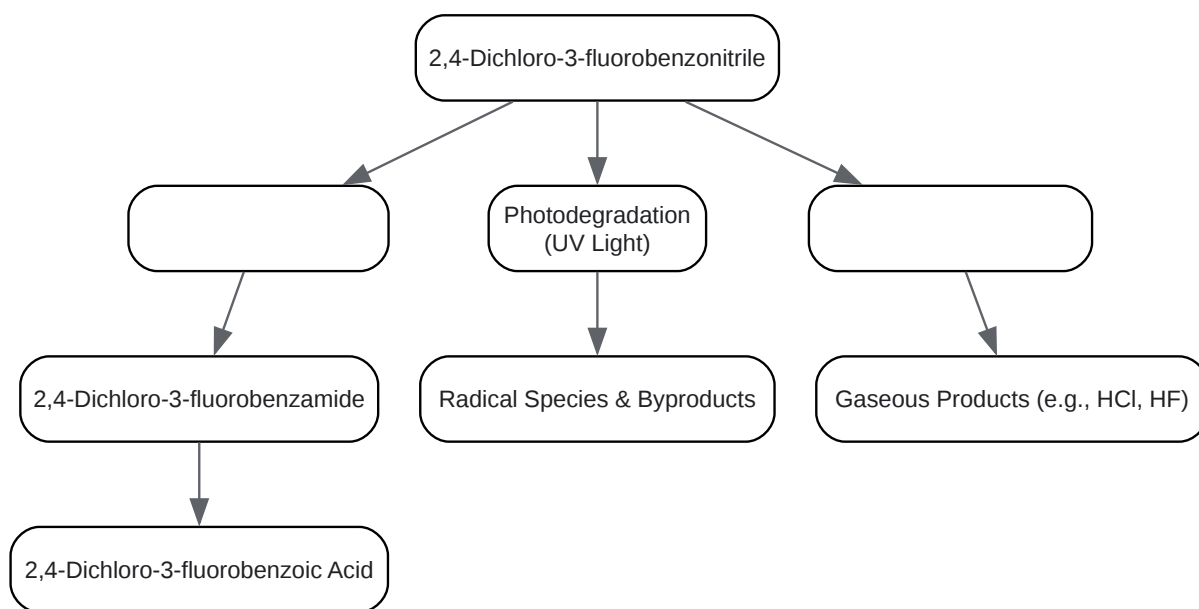 2,4-Dichloro-3-fluorobenzonitrile
Photodegradation
(UV Light)
2,4-Dichloro-3-fluorobenzamide
Radical Species & Byproducts
Gaseous Products (e.g., HCl, HF)
2,4-Dichloro-3-fluorobenzoic Acid